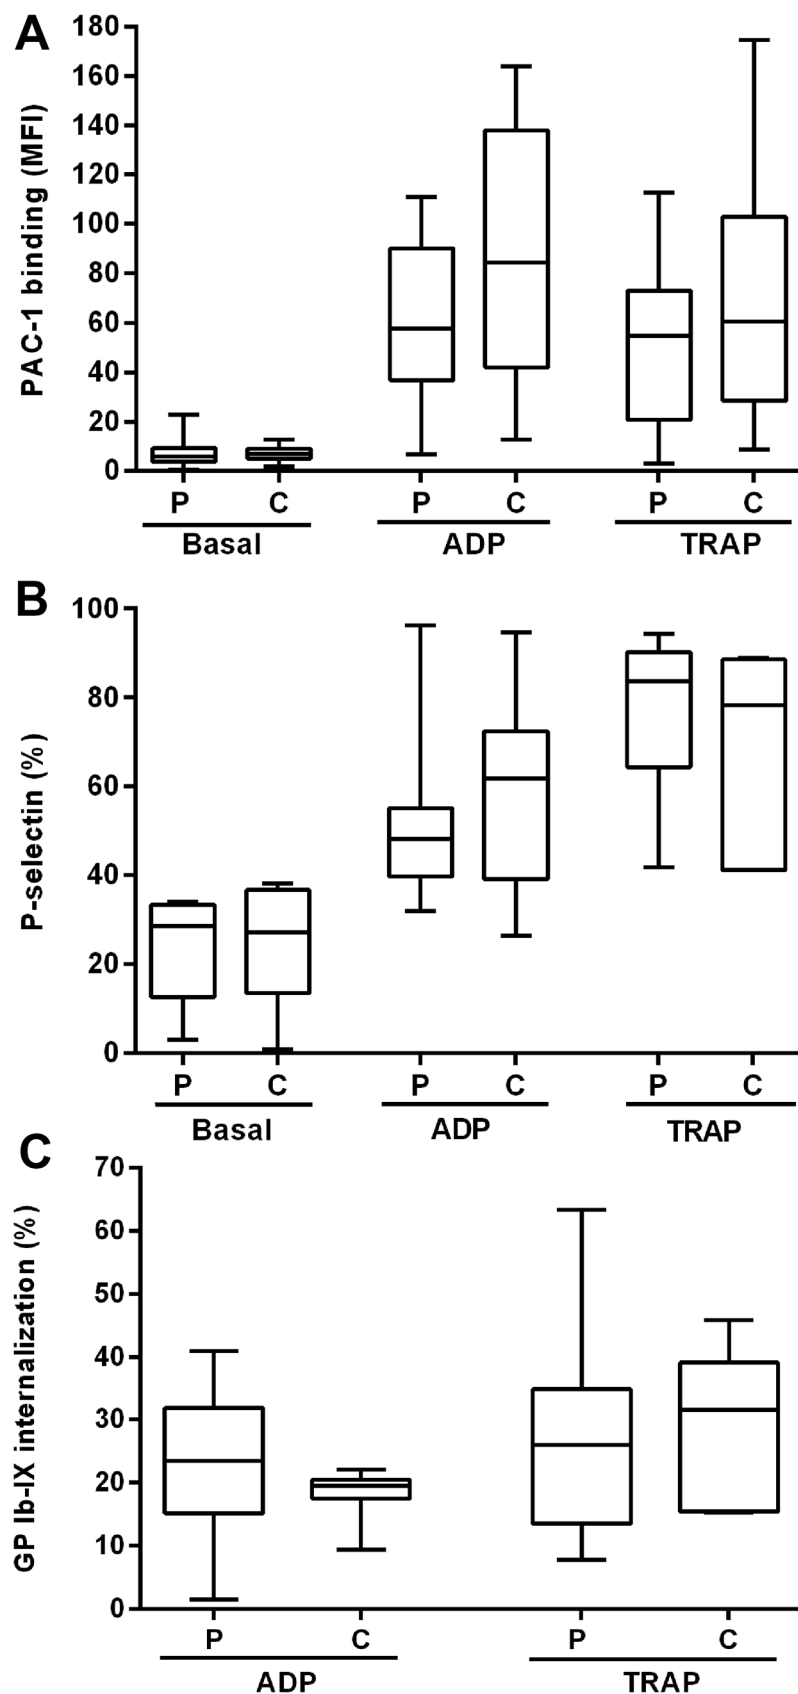 A
PAC-1 binding (MFI)
180
160
140
120
100
80
60
40
20
0
P C P C P C
Basal ADP TRAP
B
P-selectin (%)
100
80
60
40
20
0
P C P C P C
Basal ADP TRAP
C
GP Ib-IX internalization (%)
70
60
50
40
30
20
10
0
P C P C
ADP TRAP